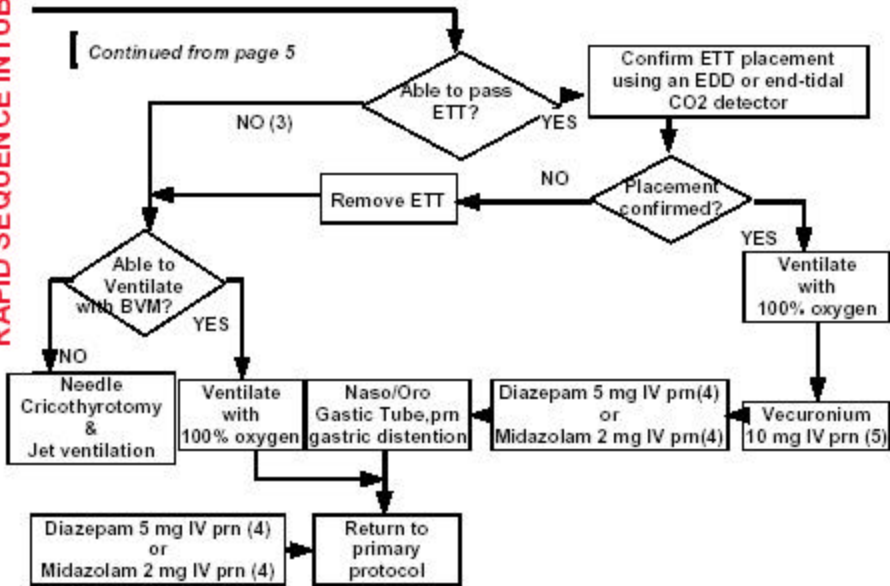 RAPID SEQUENCE
Continued from page 5
Able to pass
ETT?
YES
NO (3)
Confirm ETT placement
using an EDD or end-tidal
CO2 detector
Placement
confirmed?
NO
YES
Remove ETT
Able to
Ventilate
with BVM?
YES
NO
Ventilate
with
100% oxygen
Needle
Cricothyrotomy
&
Jet ventilation
Ventilate
with
100% oxygen
Naso/Oro
Gastic Tube,prn
gastric distention
Diazepam 5 mg IV prn(4)
or
Midazolam 2 mg IV prn(4)
Vecuronium
10 mg IV prn (5)
Diazepam 5 mg IV prn (4)
or
Midazolam 2 mg IV prn (4)
Return to
primary
protocol